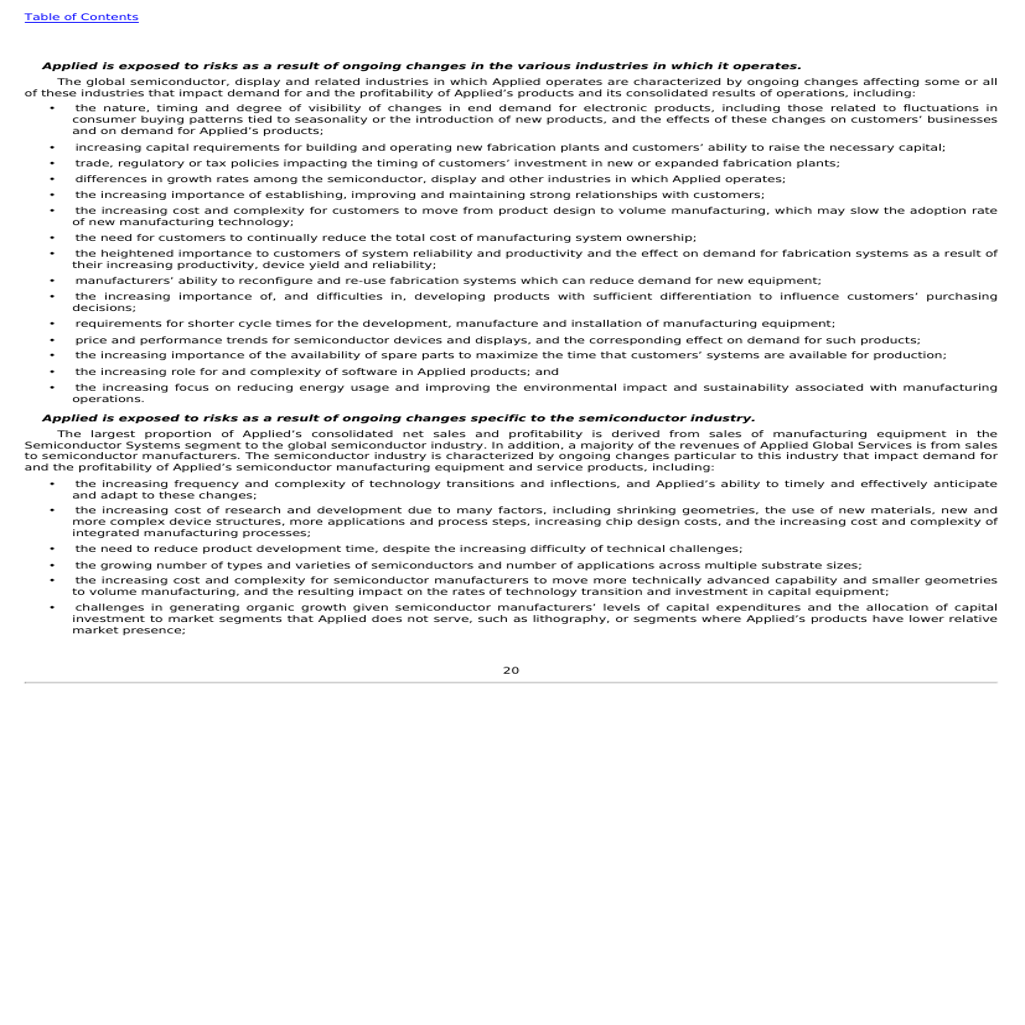 Table of Contents
Applied is exposed to risks as a result of ongoing changes in the various industries in which it operates.
The global semiconductor, display and related industries in which Applied operates are characterized by ongoing changes affecting some or all
of these industries that impact demand for and the profitability of Applied’s products and its consolidated results of operations, including:
• the nature, timing and degree of visibility of changes in end demand for electronic products, including those related to fluctuations in
consumer buying patterns tied to seasonality or the introduction of new products, and the effects of these changes on customers’ businesses
and on demand for Applied’s products;
• increasing capital requirements for building and operating new fabrication plants and customers’ ability to raise the necessary capital;
• trade, regulatory or tax policies impacting the timing of customers’ investment in new or expanded fabrication plants;
• differences in growth rates among the semiconductor, display and other industries in which Applied operates;
• the increasing importance of establishing, improving and maintaining strong relationships with customers;
• the increasing cost and complexity for customers to move from product design to volume manufacturing, which may slow the adoption rate
of new manufacturing technology;
• the need for customers to continually reduce the total cost of manufacturing system ownership;
• the heightened importance to customers of system reliability and productivity and the effect on demand for fabrication systems as a result of
their increasing productivity, device yield and reliability;
• manufacturers’ ability to reconfigure and re-use fabrication systems which can reduce demand for new equipment;
• the increasing importance of, and difficulties in, developing products with sufficient differentiation to influence customers’ purchasing
decisions;
• requirements for shorter cycle times for the development, manufacture and installation of manufacturing equipment;
• price and performance trends for semiconductor devices and displays, and the corresponding effect on demand for such products;
• the increasing importance of the availability of spare parts to maximize the time that customers’ systems are available for production;
• the increasing role for and complexity of software in Applied products; and
• the increasing focus on reducing energy usage and improving the environmental impact and sustainability associated with manufacturing
operations.
Applied is exposed to risks as a result of ongoing changes specific to the semiconductor industry.
The largest proportion of Applied’s consolidated net sales and profitability is derived from sales of manufacturing equipment in the
Semiconductor Systems segment to the global semiconductor industry. In addition, a majority of the revenues of Applied Global Services is from sales
to semiconductor manufacturers. The semiconductor industry is characterized by ongoing changes particular to this industry that impact demand for
and the profitability of Applied’s semiconductor manufacturing equipment and service products, including:
• the increasing frequency and complexity of technology transitions and inflections, and Applied’s ability to timely and effectively anticipate
and adapt to these changes;
• the increasing cost of research and development due to many factors, including shrinking geometries, the use of new materials, new and
more complex device structures, more applications and process steps, increasing chip design costs, and the increasing cost and complexity of
integrated manufacturing processes;
• the need to reduce product development time, despite the increasing difficulty of technical challenges;
• the growing number of types and varieties of semiconductors and number of applications across multiple substrate sizes;
• the increasing cost and complexity for semiconductor manufacturers to move more technically advanced capability and smaller geometries
to volume manufacturing, and the resulting impact on the rates of technology transition and investment in capital equipment;
• challenges in generating organic growth given semiconductor manufacturers’ levels of capital expenditures and the allocation of capital
investment to market segments that Applied does not serve, such as lithography, or segments where Applied’s products have lower relative
market presence;
20